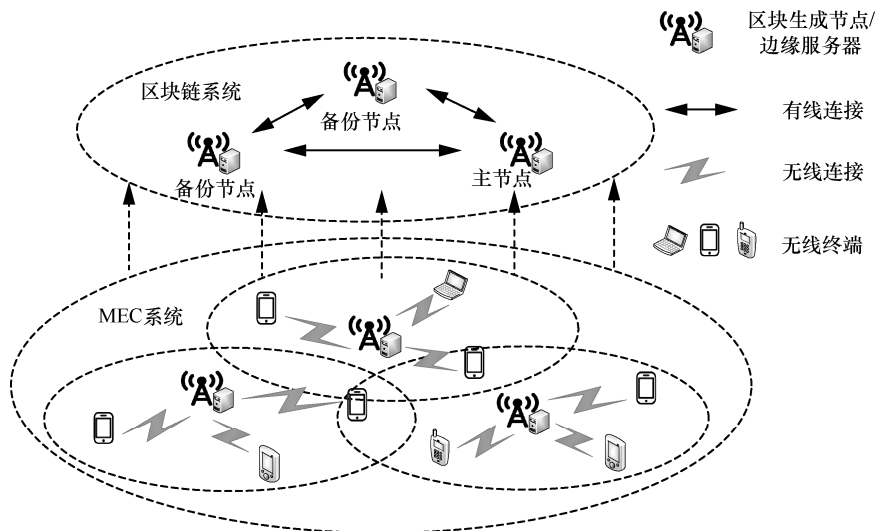 区块生成节点/
边缘服务器
区块链系统
备份节点
有线连接
备份节点
主节点
无线连接
无线终端
MEC系统